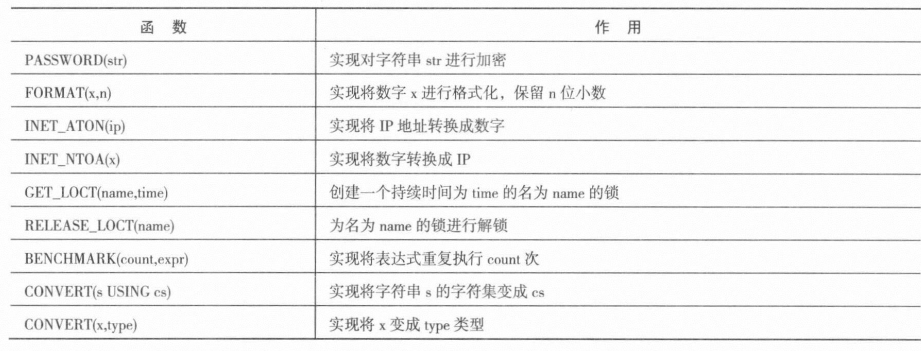 函 数 作 用
PASSWORD(str) 实现对字符串 str 进行加密
FORMAT(x,n) 实现将数字 x 进行格式化，保留 n 位小数
INET_ATON(ip) 实现将 IP 地址转换成数字
INET_NTOA(x) 实现将数字转换成 IP
GET_LOCT(name,time) 创建一个持续时间为 time 的名为 name 的锁
RELEASE_LOCT(name) 为名为 name 的锁进行解锁
BENCHMARK(count,expr) 实现将表达式重复执行 count 次
CONVERT(s USING cs) 实现将字符串 s 的字符集变成 cs
CONVERT(x,type) 实现将 x 变成 type 类型